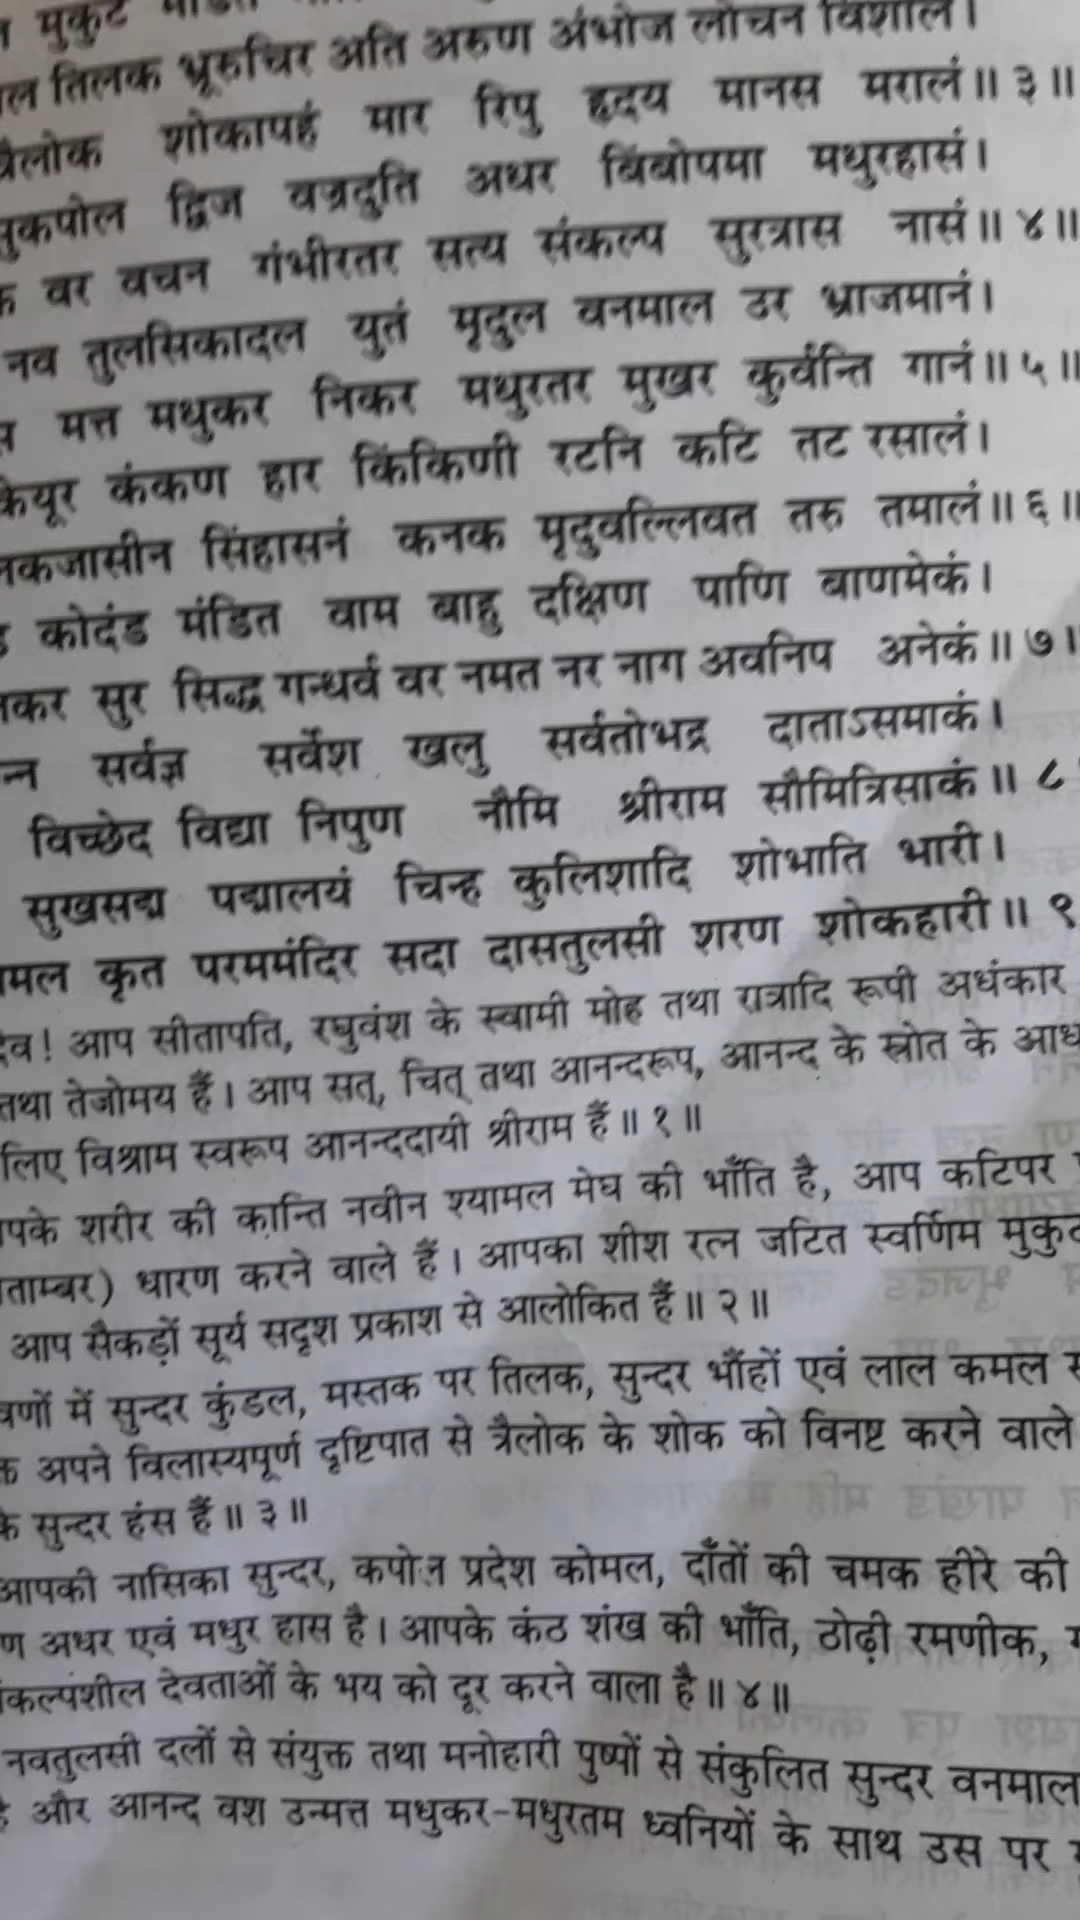 मुकुट
तिलक भ्रूरुचिर अति अरुण अंभोज लोचन विशाल।
शोकापहं मार रिपु हृदय मानस मरालं॥ ३॥
द्विज वज्रदुति अधर बिंबोपमा मधुरहासं।
वर वचन गंभीरतर सत्य संकल्प सुरत्रास नासं॥ ४॥
नव तुलसिकादल युतं मृदुल वनमाल उर भ्राजमानं।
मत्त मधुकर निकर मधुरतर मुखर कुर्वन्ति गानं॥ ५॥
केयूर कंकण हार किंकिणी रटनि कटि तट रसालं।
नकजासीन सिंहासनं कनक मृदुवल्लिवत तरु तमालं॥ ६॥
कोदंड मंडित वाम बाहु दक्षिण पाणि बाणमेकं।
कर सुर सिद्ध गन्धर्व वर नमत नर नाग अवनिप अनेकं॥ ७।
न्न सर्वज्ञ सर्वेश खलु सर्वतोभद्र दाताऽसमाकं।
विच्छेद विद्या निपुण नौमि श्रीराम सौमित्रिसाकं॥ ८
सुखसद्म पद्मालयं चिन्ह कुलिशादि शोभाति भारी।
मल कृत परममंदिर सदा दासतुलसी शरण शोकहारी॥ ९
देव! आप सीतापति, रघुवंश के स्वामी मोह तथा रात्रादि रूपी अधंकार
तथा तेजोमय हैं। आप सत्, चित् तथा आनन्दरूप, आनन्द के स्त्रोत के आध
लिए विश्राम स्वरूप आनन्ददायी श्रीराम हैं॥ १॥
पके शरीर की कान्ति नवीन श्यामल मेघ की भाँति है, आप कटिपर
ताम्बर) धारण करने वाले हैं। आपका शीश रत्न जटित स्वर्णिम मुकुट
आप सैकड़ों सूर्य सदृश प्रकाश से आलोकित हैं॥ २॥
वणों में सुन्दर कुंडल, मस्तक पर तिलक, सुन्दर भौंहों एवं लाल कमल
अपने विलास्यपूर्ण दृष्टिपात से त्रैलोक के शोक को विनष्ट करने वाले
के सुन्दर हंस हैं॥ ३॥
आपकी नासिका सुन्दर, कपोल प्रदेश कोमल, दाँतों की चमक हीरे की
ण अधर एवं मधुर हास है। आपके कंठ शंख की भाँति, ठोढ़ी रमणीक,
कल्पशील देवताओं के भय को दूर करने वाला है॥ ४॥
नवतुलसी दलों से संयुक्त तथा मनोहारी पुष्पों से संकुलित सुन्दर वनमाल
है और आनन्द वश उन्मत्त मधुकर-मधुरतम ध्वनियों के साथ उस पर